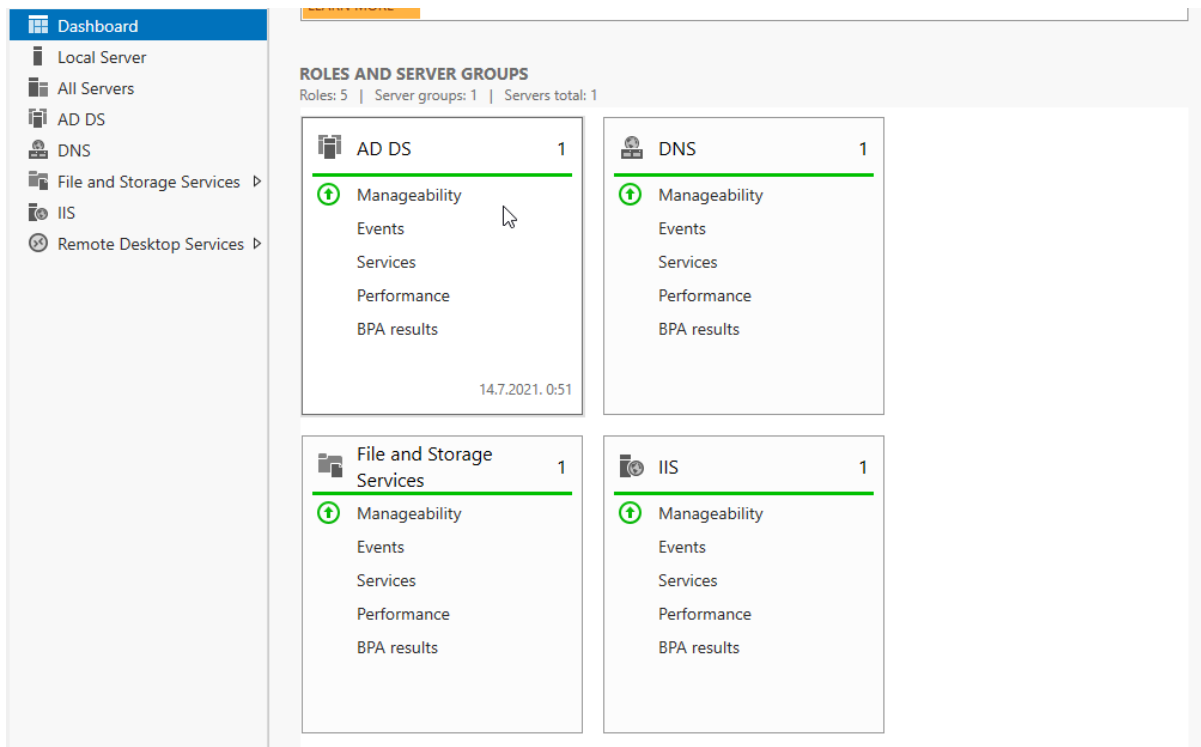 LEARN MORE
Dashboard
Local Server
All Servers
AD DS
DNS
File and Storage Services
IIS
Remote Desktop Services
ROLES AND SERVER GROUPS
Roles: 5 | Server groups: 1 | Servers total: 1
AD DS 1
Manageability
Events
Services
Performance
BPA results
14.7.2021. 0:51
DNS 1
Manageability
Events
Services
Performance
BPA results
File and Storage
Services 1
Manageability
Events
Services
Performance
BPA results
IIS 1
Manageability
Events
Services
Performance
BPA results